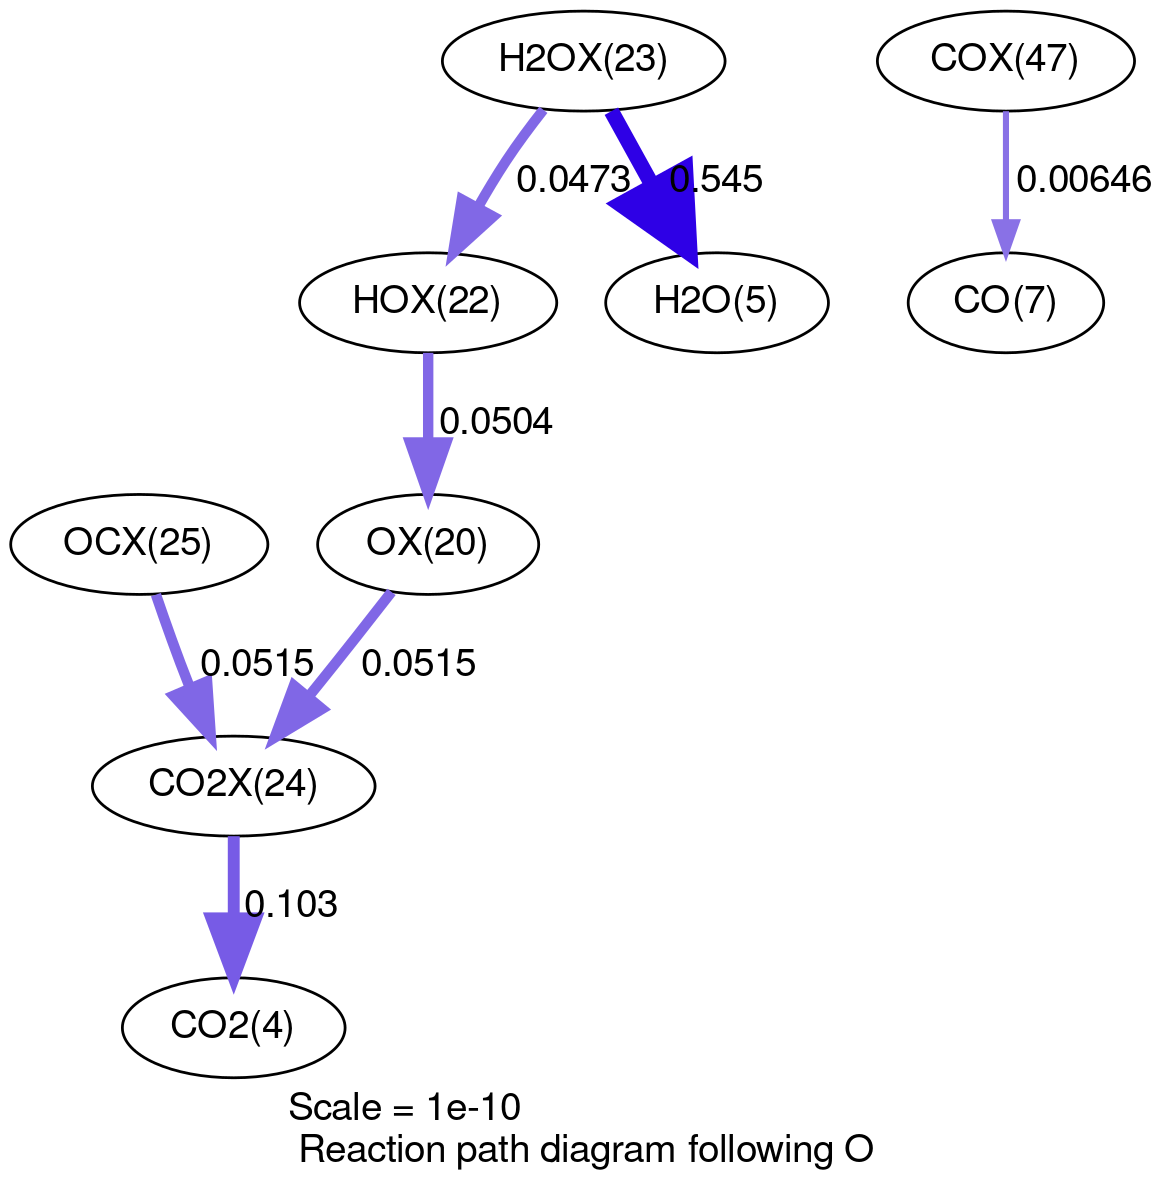 H2OX(23)
COX(47)
0.0473
0.545
0.00646
HOX(22)
H2O(5)
CO(7)
0.0504
OCX(25)
OX(20)
0.0515
0.0515
CO2X(24)
0.103
CO2(4)
Scale = 1e-10
Reaction path diagram following O